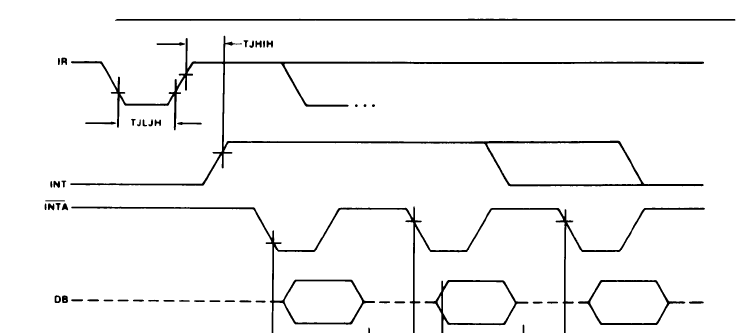 TJHIH
IR
...
TJLJH
INT
INTA
DB